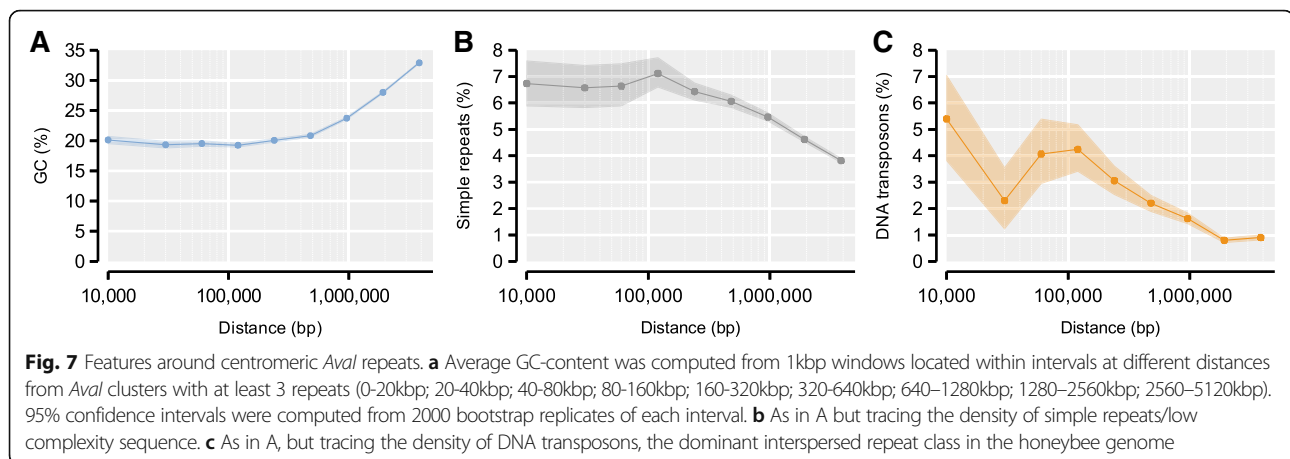 A
35
30
25
20
15
10
5
0
GC (%)
10,000 100,000 1,000,000
Distance (bp)
B
8
7
6
5
4
3
2
1
0
Simple repeats (%)
10,000 100,000 1,000,000
Distance (bp)
C
8
7
6
5
4
3
2
1
0
DNA transposons (%)
10,000 100,000 1,000,000
Distance (bp)
Fig. 7 Features around centromeric AvaI repeats. a Average GC-content was computed from 1kbp windows located within intervals at different distances
from AvaI clusters with at least 3 repeats (0-20kbp; 20-40kbp; 40-80kbp; 80-160kbp; 160-320kbp; 320-640kbp; 640–1280kbp; 1280–2560kbp; 2560–5120kbp).
95% confidence intervals were computed from 2000 bootstrap replicates of each interval. b As in A but tracing the density of simple repeats/low
complexity sequence. c As in A, but tracing the density of DNA transposons, the dominant interspersed repeat class in the honeybee genome